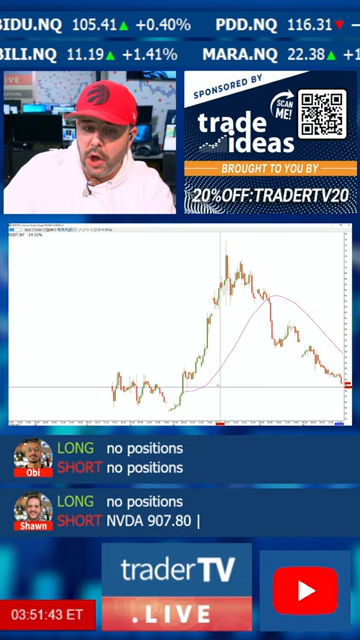 BIDU.NQ 105.41 ▲ +0.40% PDD.NQ 116.31 ▼ –
BILI.NQ 11.19 ▲ +1.41% MARA.NQ 22.38 ▲ +1
SPONSORED BY
SCAN ME!
trade ideas
BROUGHT TO YOU BY
20%OFF:TRADERTV20
LONG no positions
SHORT no positions
Obi
LONG no positions
SHORT NVDA 907.80 |
Shawn
traderTV
.LIVE
03:51:43 ET